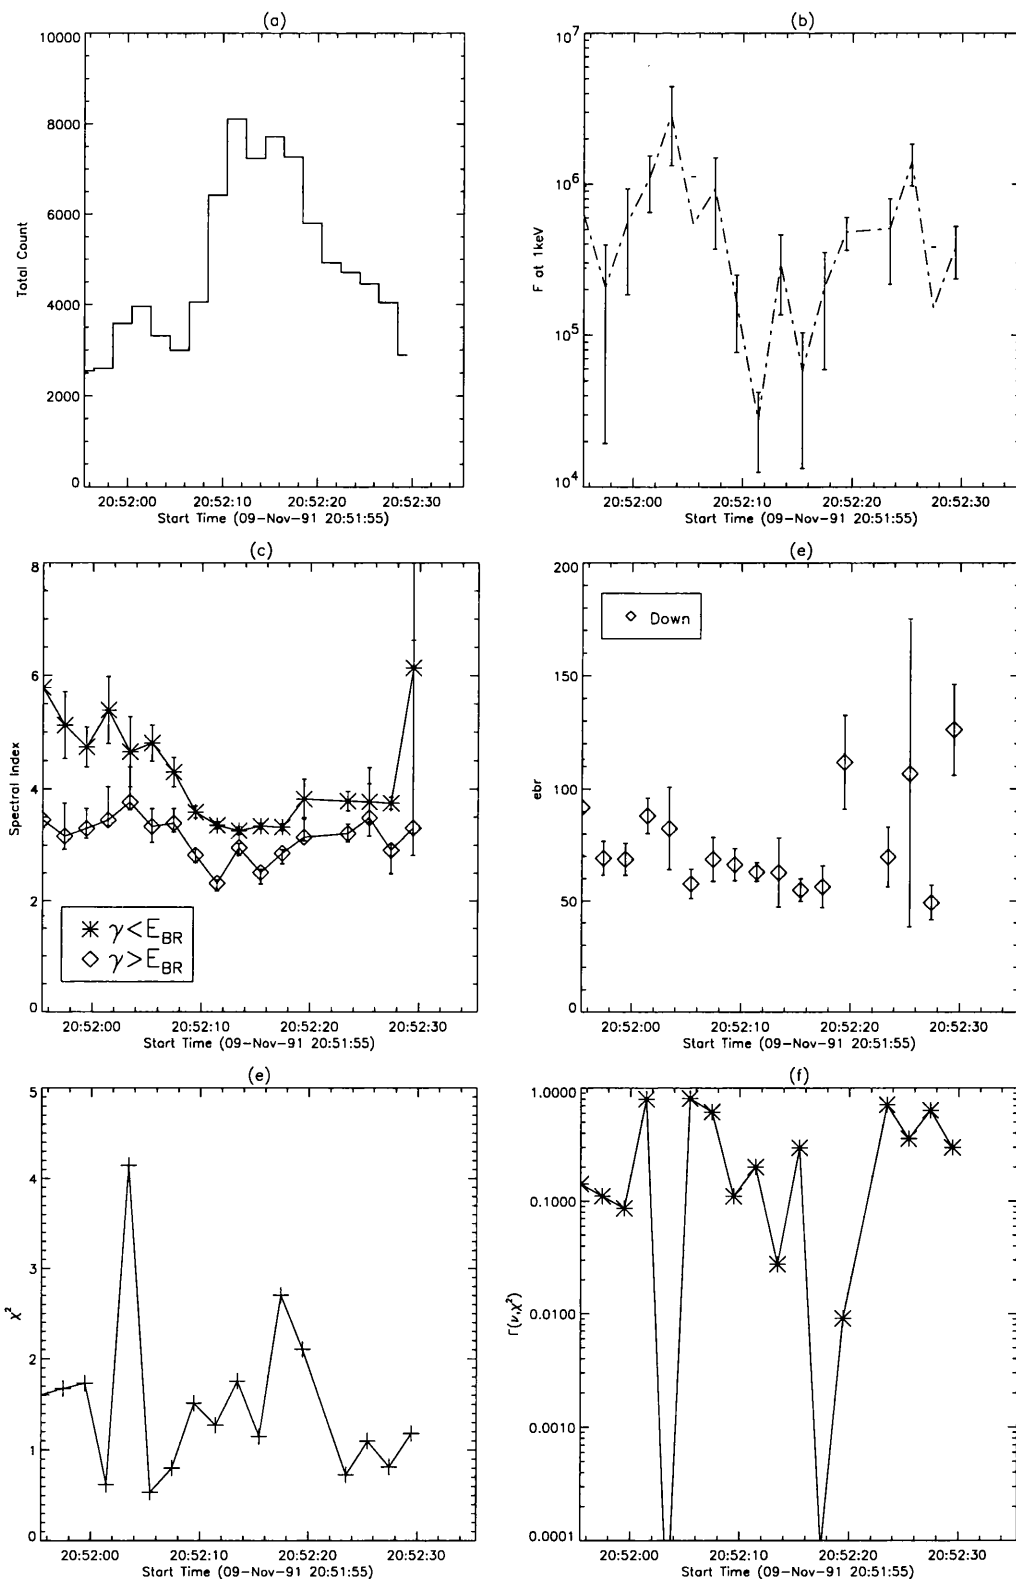 (a)
10000
8000
6000
4000
2000
0
Total Count
20:52:00 20:52:10 20:52:20 20:52:30
Start Time (09-Nov-91 20:51:55)
(b)
10⁷
10⁶
10⁵
10⁴
F at 1keV
20:52:00 20:52:10 20:52:20 20:52:30
Start Time (09-Nov-91 20:51:55)
(c)
8
6
4
2
0
Spectral Index
γ<E_BR
γ>E_BR
20:52:00 20:52:10 20:52:20 20:52:30
Start Time (09-Nov-91 20:51:55)
(e)
200
150
100
50
0
ebr
Down
20:52:00 20:52:10 20:52:20 20:52:30
Start Time (09-Nov-91 20:51:55)
(e)
5
4
3
2
1
0
χ²
20:52:00 20:52:10 20:52:20 20:52:30
Start Time (09-Nov-91 20:51:55)
(f)
1.0000
0.1000
0.0100
0.0010
0.0001
Γ(ν,χ²)
20:52:00 20:52:10 20:52:20 20:52:30
Start Time (09-Nov-91 20:51:55)